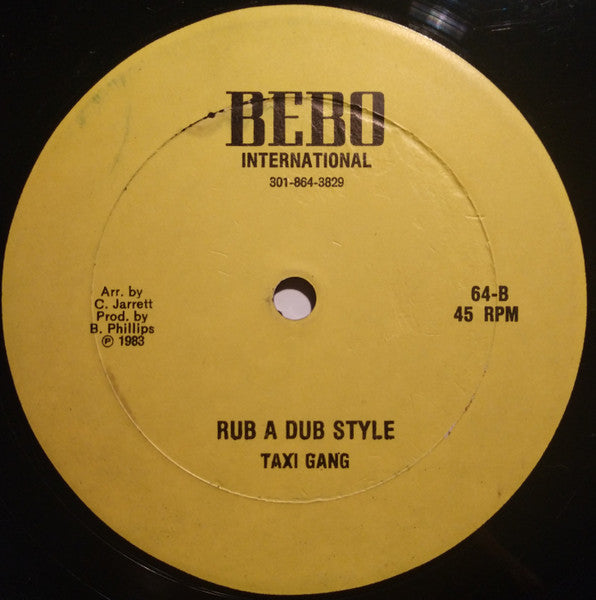 BEBO
INTERNATIONAL
301-864-3829
Arr. by
C. Jarrett
Prod. by
B. Phillips
℗ 1983
64-B
45 RPM
RUB A DUB STYLE
TAXI GANG